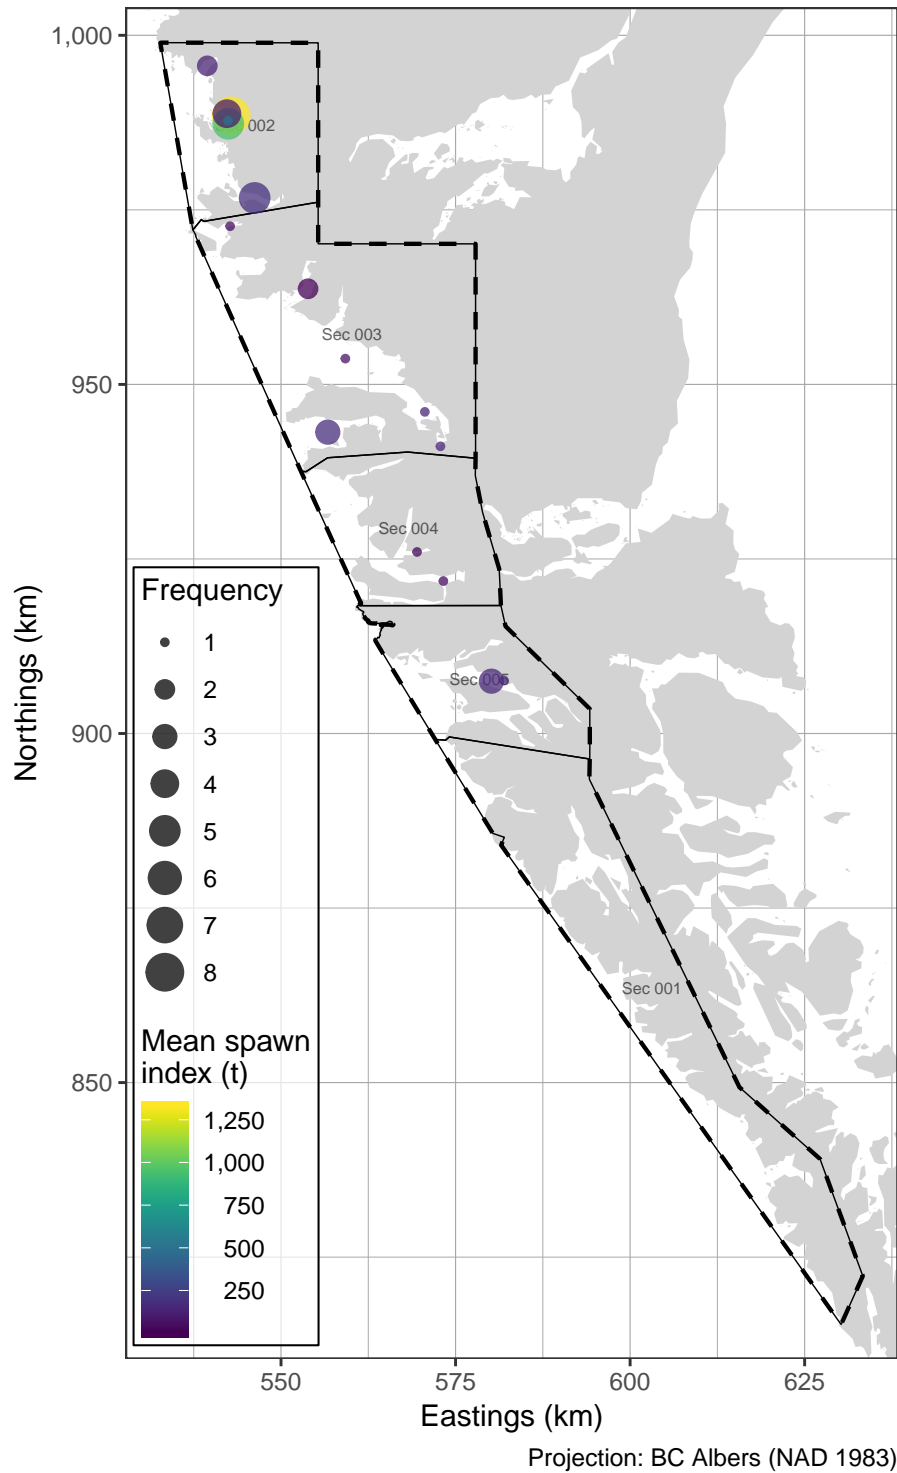 1,000
002
Sec 003
950
Sec 004
Northings (km)
Frequency
1
2
Sec 005
3
900
4
5
6
7
8
Sec 001
Mean spawn
index (t)
850
1,250
1,000
750
500
250
550
575
600
625
Eastings (km)
Projection: BC Albers (NAD 1983)